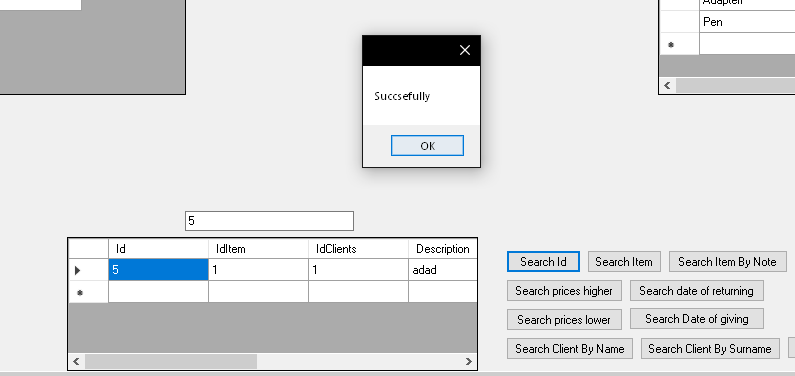 Pen
Succsefully
OK
5
Id IdItem IdClients Description
5 1 1 adad
Search Id Search Item Search Item By Note
Search prices higher Search date of returning
Search prices lower Search Date of giving
Search Client By Name Search Client By Surname